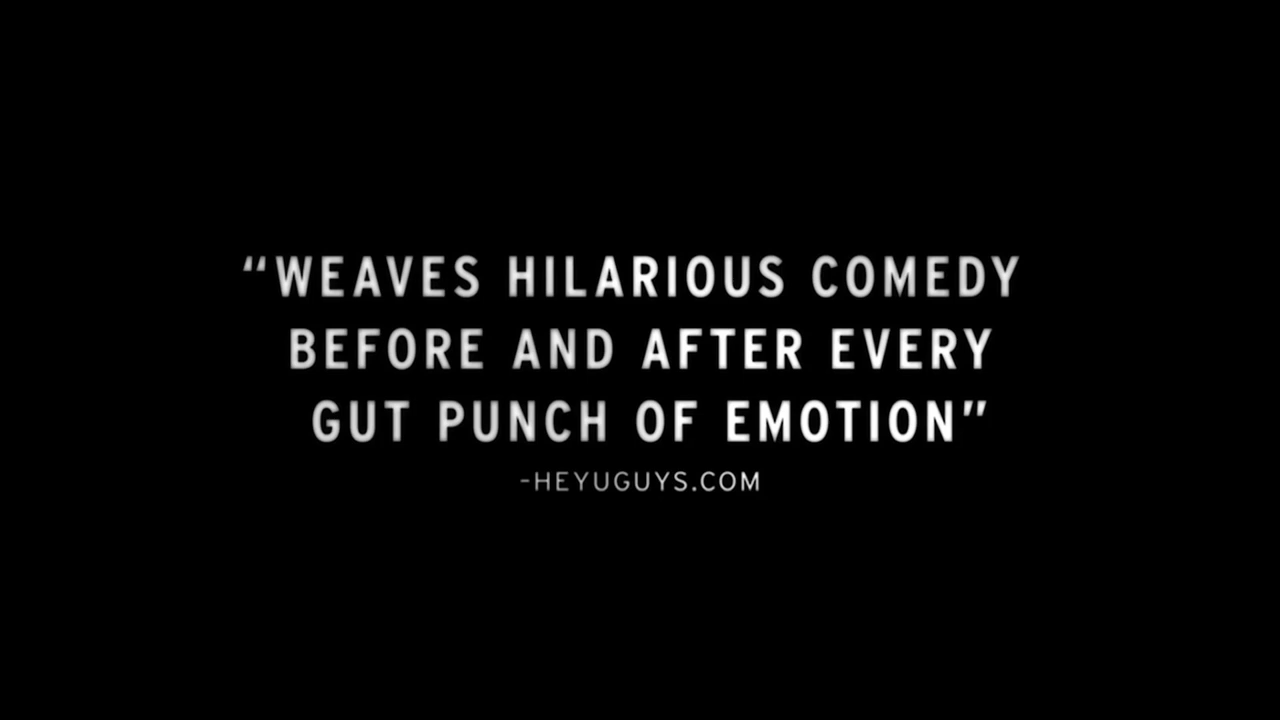 “WEAVES HILARIOUS COMEDY
BEFORE AND AFTER EVERY
GUT PUNCH OF EMOTION”
-HEYUGUYS.COM